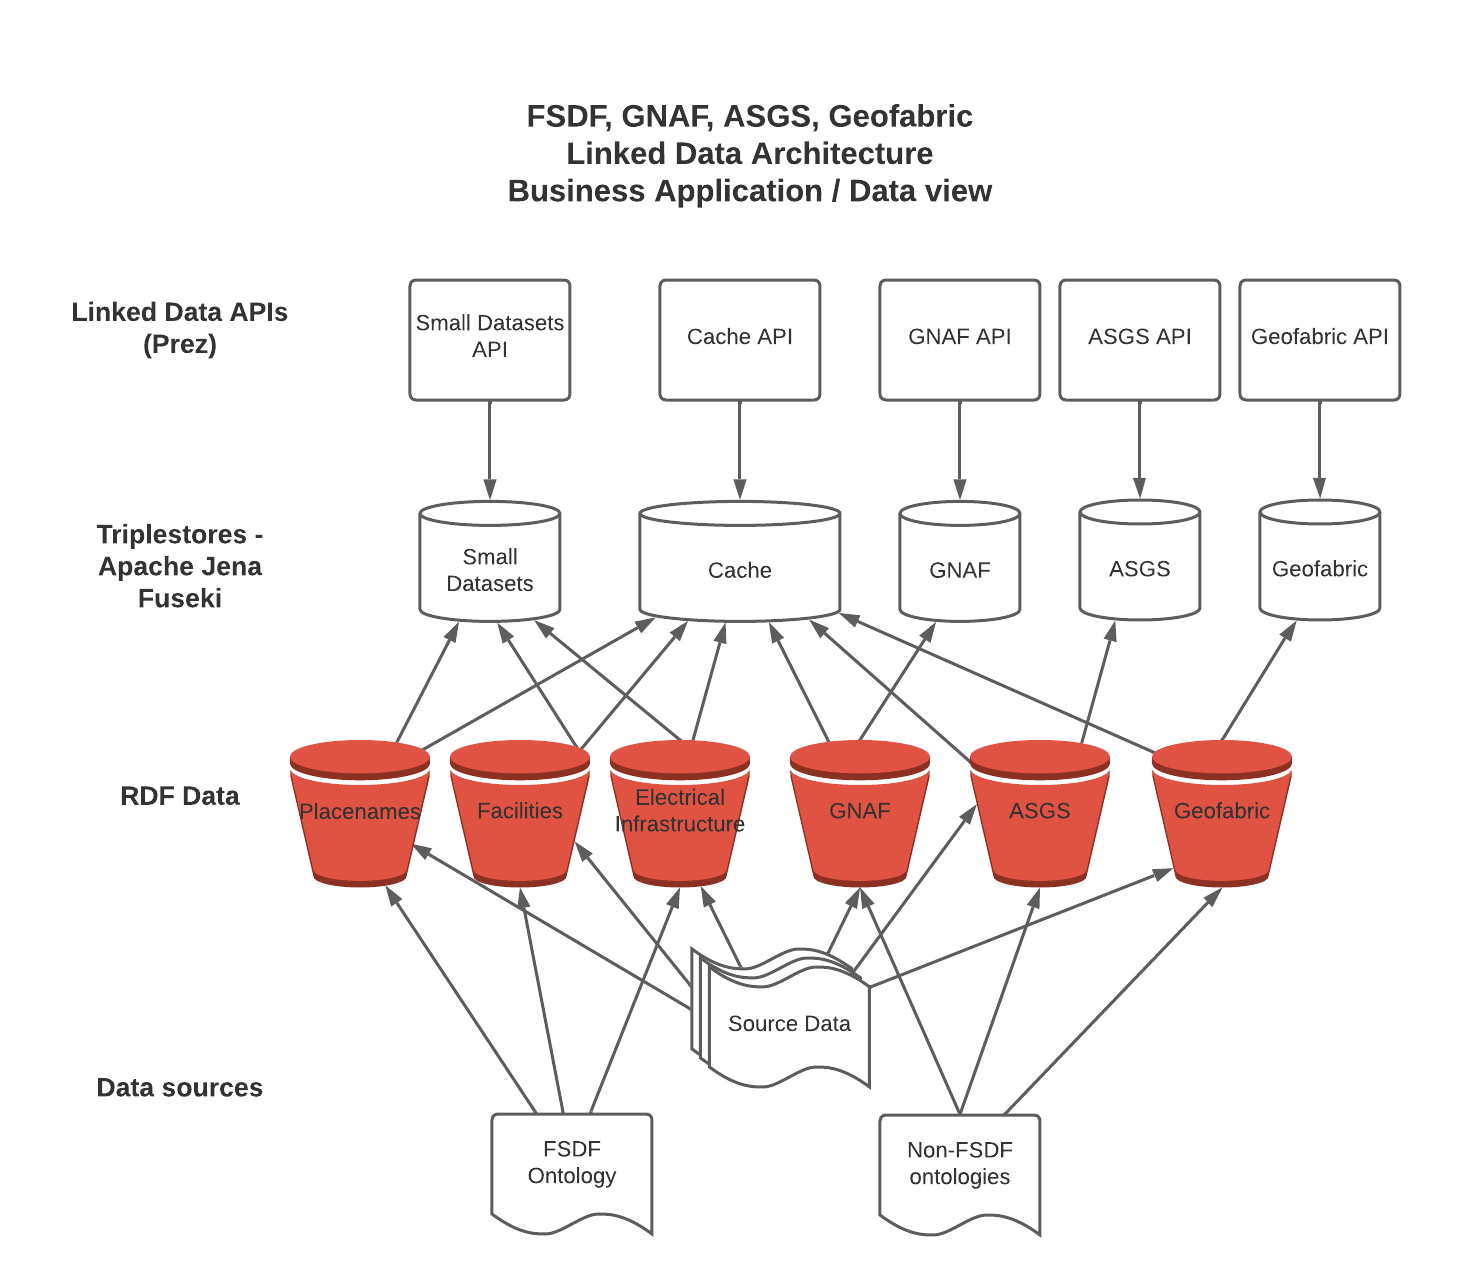 FSDF, GNAF, ASGS, Geofabric
Linked Data Architecture
Business Application / Data view
Linked Data APIs
(Prez)
Small Datasets
API
Cache API
GNAF API
ASGS API
Geofabric API
Triplestores -
Apache Jena
Fuseki
Small
Datasets
Cache
GNAF
ASGS
Geofabric
RDF Data
Placenames
Facilities
Electrical
Infrastructure
GNAF
ASGS
Geofabric
Data sources
Source Data
FSDF
Ontology
Non-FSDF
ontologies